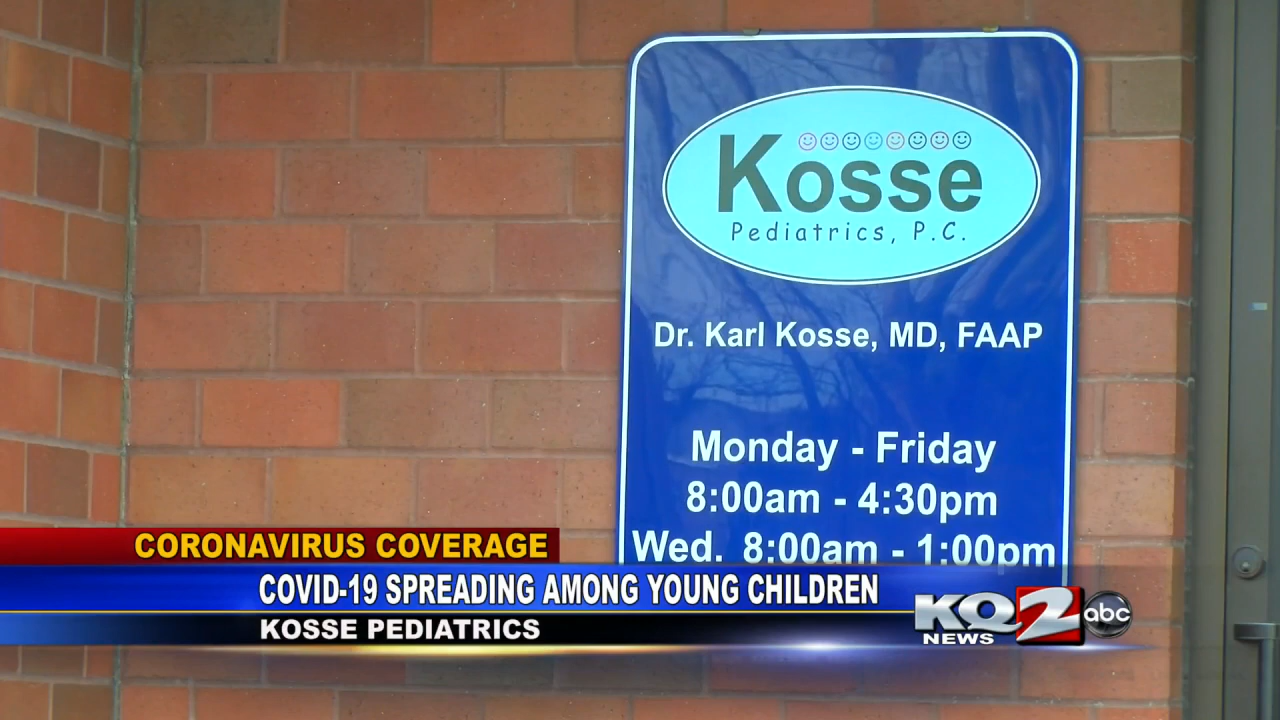 Kosse
Pediatrics, P.C.
Dr. Karl Kosse, MD, FAAP
Monday - Friday
8:00am - 4:30pm
Wed. 8:00am - 1:00pm
CORONAVIRUS COVERAGE
COVID-19 SPREADING AMONG YOUNG CHILDREN
KOSSE PEDIATRICS
KQ2
NEWS
abc